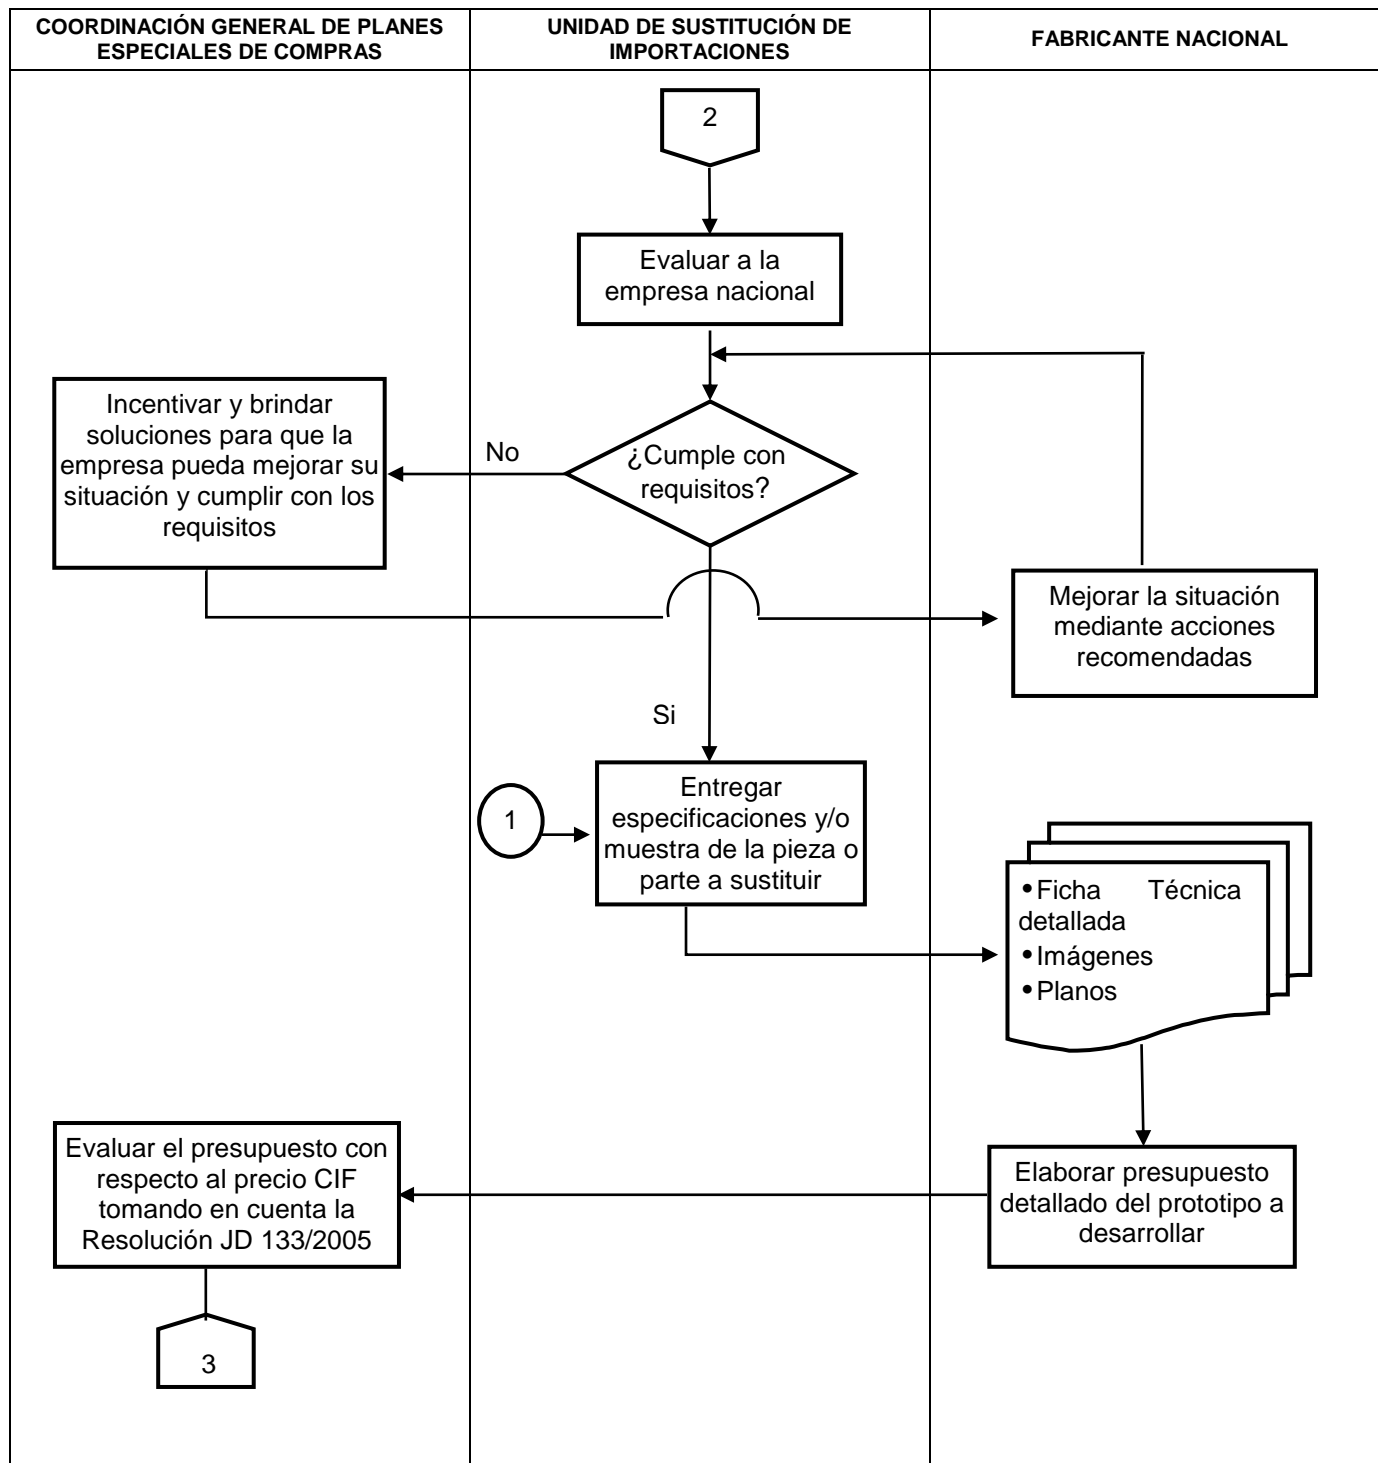 COORDINACIÓN GENERAL DE PLANES
ESPECIALES DE COMPRAS
UNIDAD DE SUSTITUCIÓN DE
IMPORTACIONES
FABRICANTE NACIONAL
2
Evaluar a la
empresa nacional
Incentivar y brindar
soluciones para que la
empresa pueda mejorar su
situación y cumplir con los
requisitos
No
¿Cumple con
requisitos?
Mejorar la situación
mediante acciones
recomendadas
Si
1
Entregar
especificaciones y/o
muestra de la pieza o
parte a sustituir
•Ficha Técnica
detallada
•Imágenes
•Planos
Elaborar presupuesto
detallado del prototipo a
desarrollar
Evaluar el presupuesto con
respecto al precio CIF
tomando en cuenta la
Resolución JD 133/2005
3